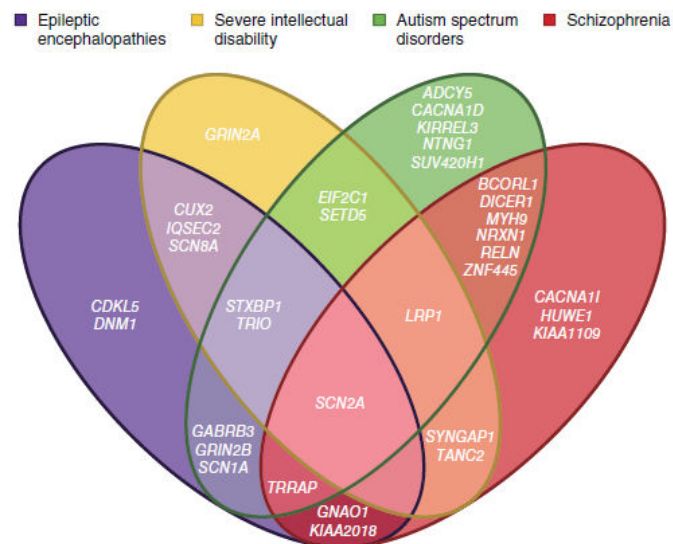 Epileptic
encephalopathies
Severe intellectual
disability
Autism spectrum
disorders
Schizophrenia
ADCY5
CACNA1D
KIRREL3
NTNG1
SUV420H1
GRIN2A
EIF2C1
SETD5
BCORL1
DICER1
MYH9
NRXN1
RELN
ZNF445
CUX2
IQSEC2
SCN8A
CDKL5
DNM1
STXBP1
TRIO
LRP1
CACNA1I
HUWE1
KIAA1109
SCN2A
GABRB3
GRIN2B
SCN1A
SYNGAP1
TANC2
TRRAP
GNAO1
KIAA2018